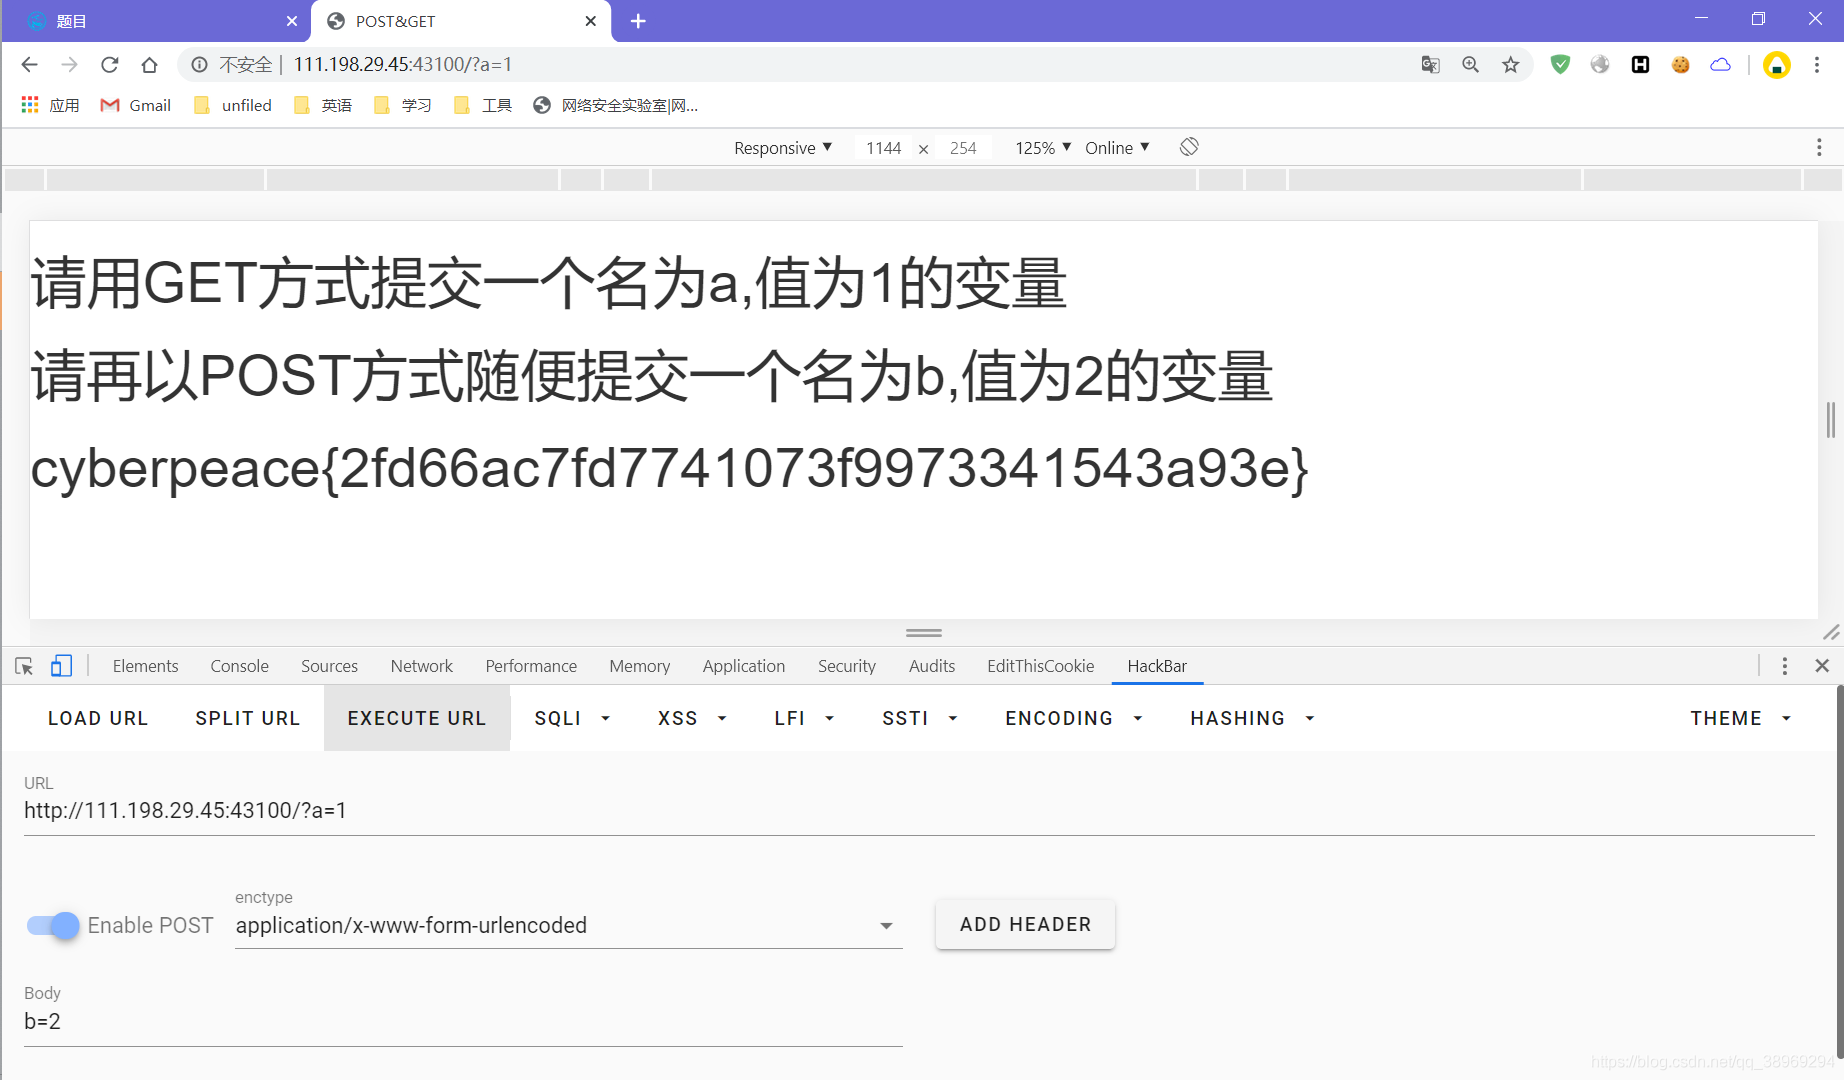 题目
POST&GET
不安全 | 111.198.29.45:43100/?a=1
应用 Gmail unfiled 英语 学习 工具 网络安全实验室|网...
Responsive ▼ 1144 × 254 125% ▼ Online ▼
请用GET方式提交一个名为a,值为1的变量
请再以POST方式随便提交一个名为b,值为2的变量
cyberpeace{2fd66ac7fd7741073f9973341543a93e}
Elements Console Sources Network Performance Memory Application Security Audits EditThisCookie HackBar
LOAD URL SPLIT URL EXECUTE URL SQLI XSS LFI SSTI ENCODING HASHING THEME
URL
http://111.198.29.45:43100/?a=1
enctype
Enable POST application/x-www-form-urlencoded ADD HEADER
Body
b=2
https://blog.csdn.net/qq_38969294